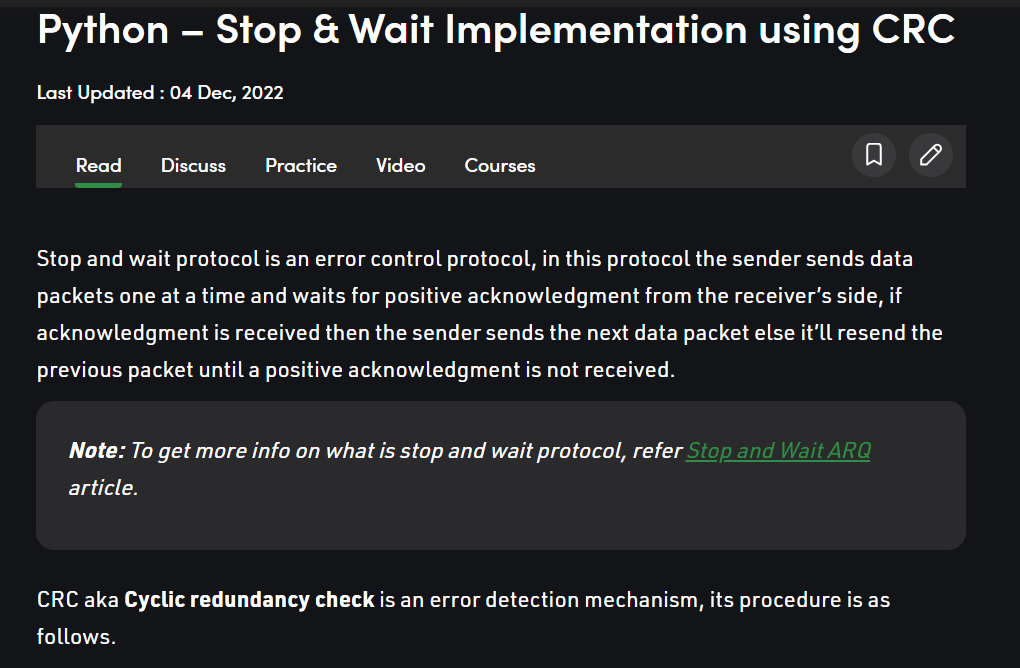 Python – Stop & Wait Implementation using CRC
Last Updated : 04 Dec, 2022
Read Discuss Practice Video Courses
Stop and wait protocol is an error control protocol, in this protocol the sender sends data
packets one at a time and waits for positive acknowledgment from the receiver’s side, if
acknowledgment is received then the sender sends the next data packet else it’ll resend the
previous packet until a positive acknowledgment is not received.
Note: To get more info on what is stop and wait protocol, refer Stop and Wait ARQ
article.
CRC aka Cyclic redundancy check is an error detection mechanism, its procedure is as
follows.